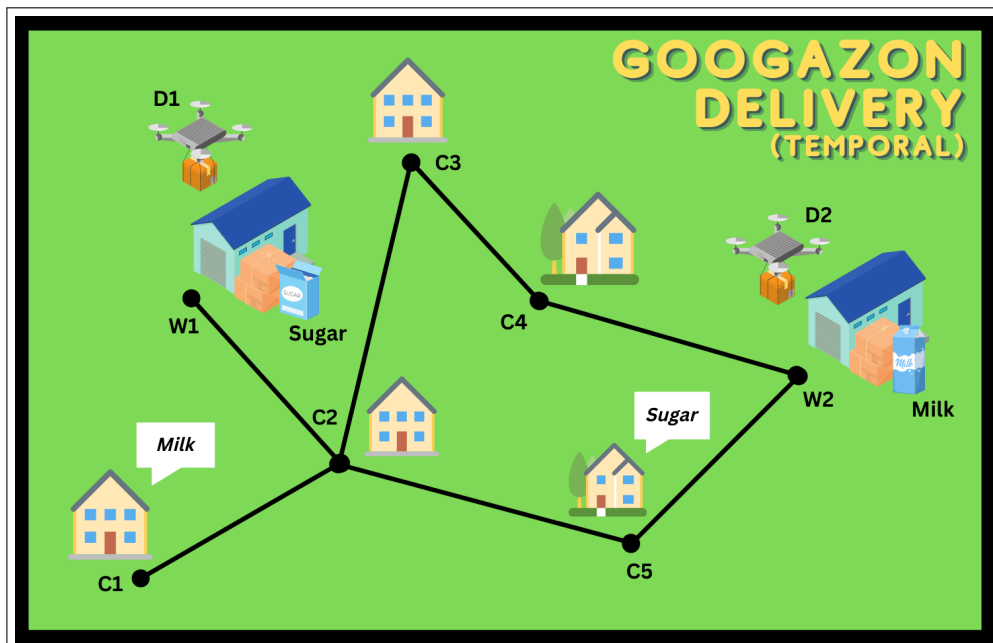 GOOGAZON
DELIVERY
(TEMPORAL)
D1
C3
D2
SUGAR
W1
Sugar
C4
Milk
W2
Milk
C2
Sugar
Milk
C1
C5